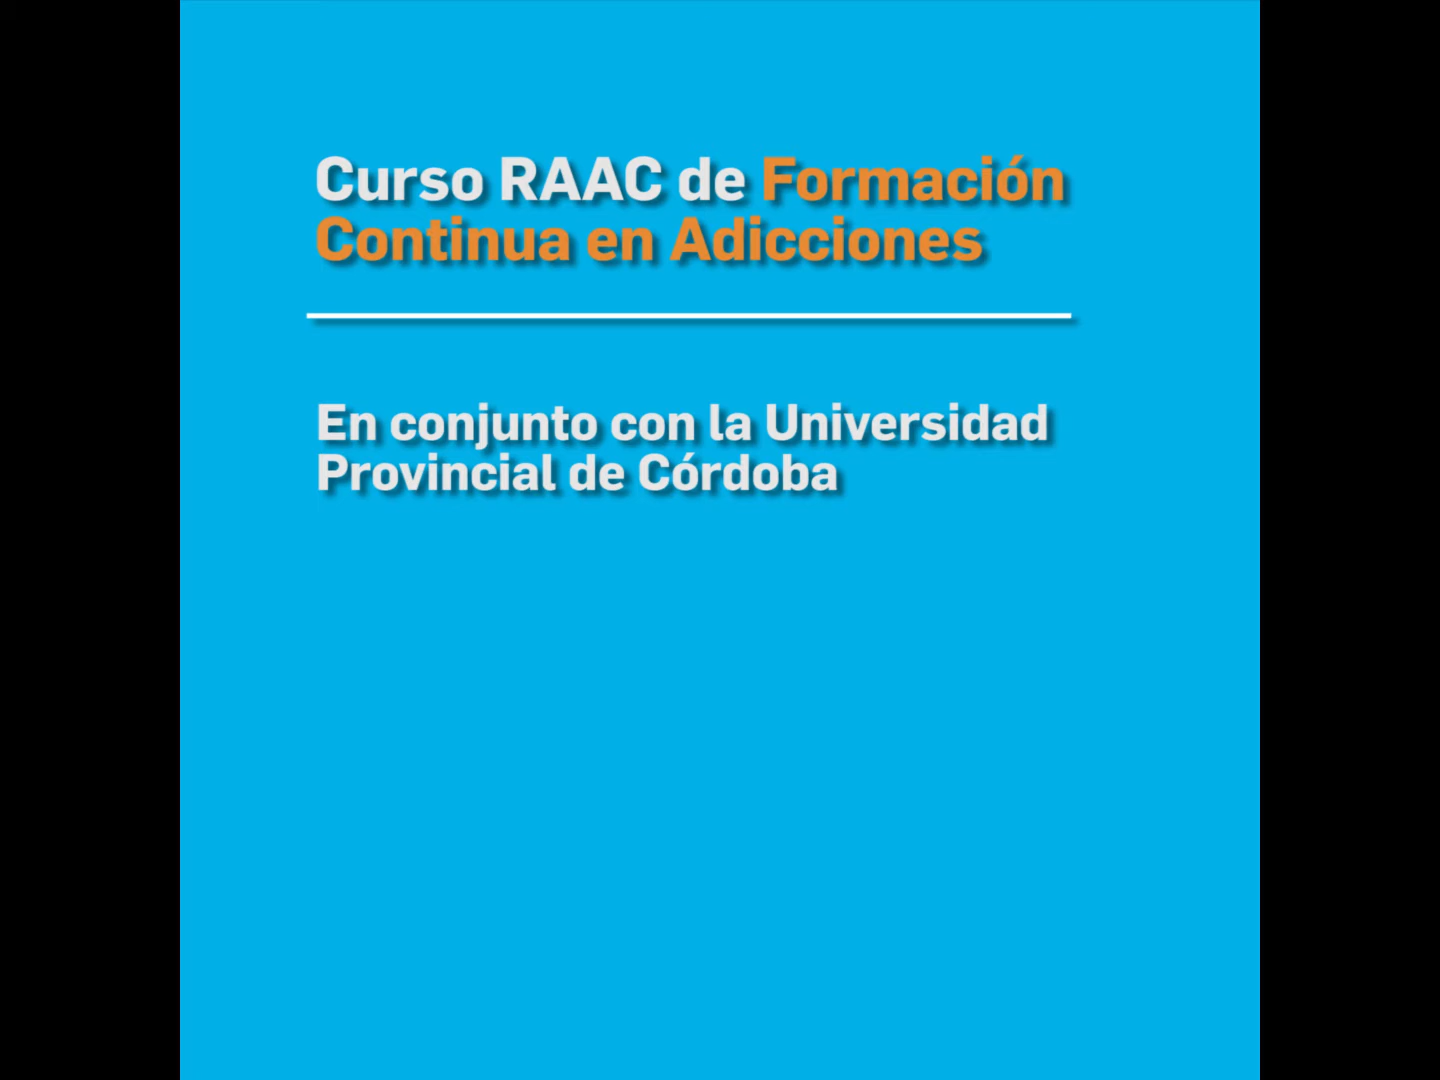 Curso RAAC de Formación
Continua en Adicciones
En conjunto con la Universidad
Provincial de Córdoba